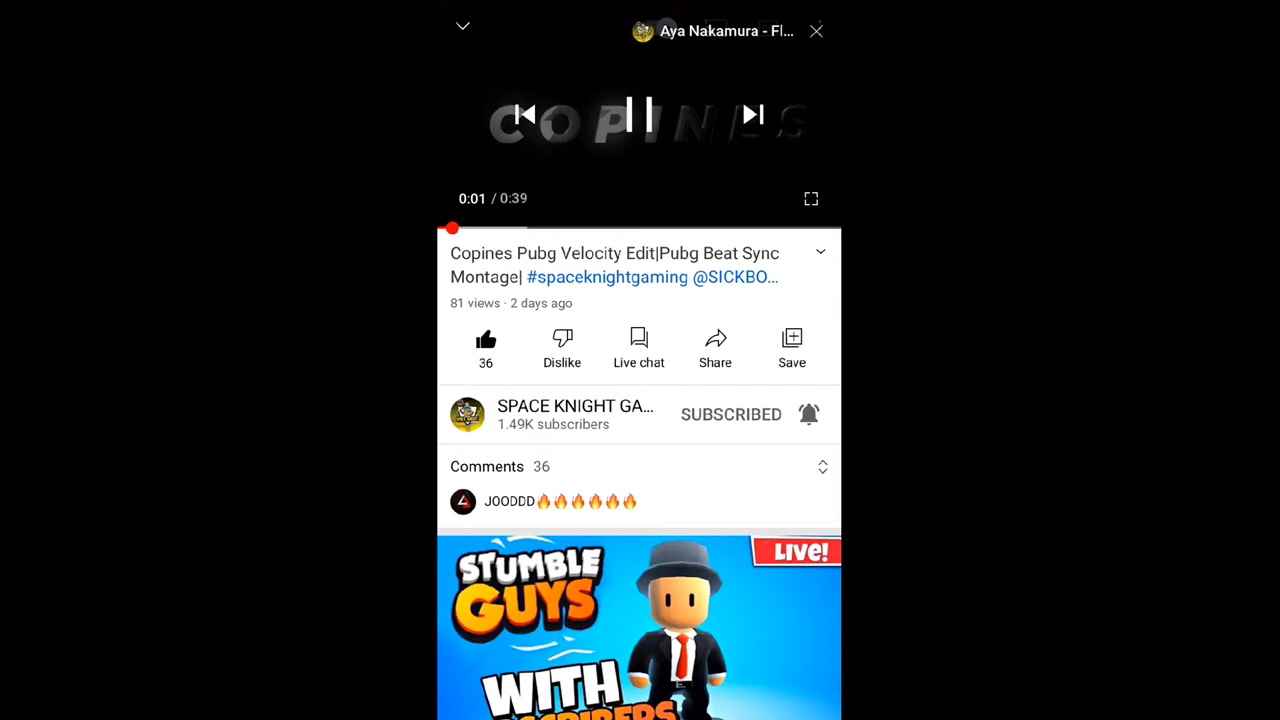 Aya Nakamura - Fl...
COPINES
0:01 / 0:39
Copines Pubg Velocity Edit|Pubg Beat Sync
Montage| #spaceknightgaming @SICKBO...
81 views · 2 days ago
36
Dislike
Live chat
Share
Save
SPACE KNIGHT GA...
1.49K subscribers
SUBSCRIBED
Comments 36
JOODDD🔥🔥🔥🔥🔥🔥
STUMBLE
GUYS
LIVE!
WITH